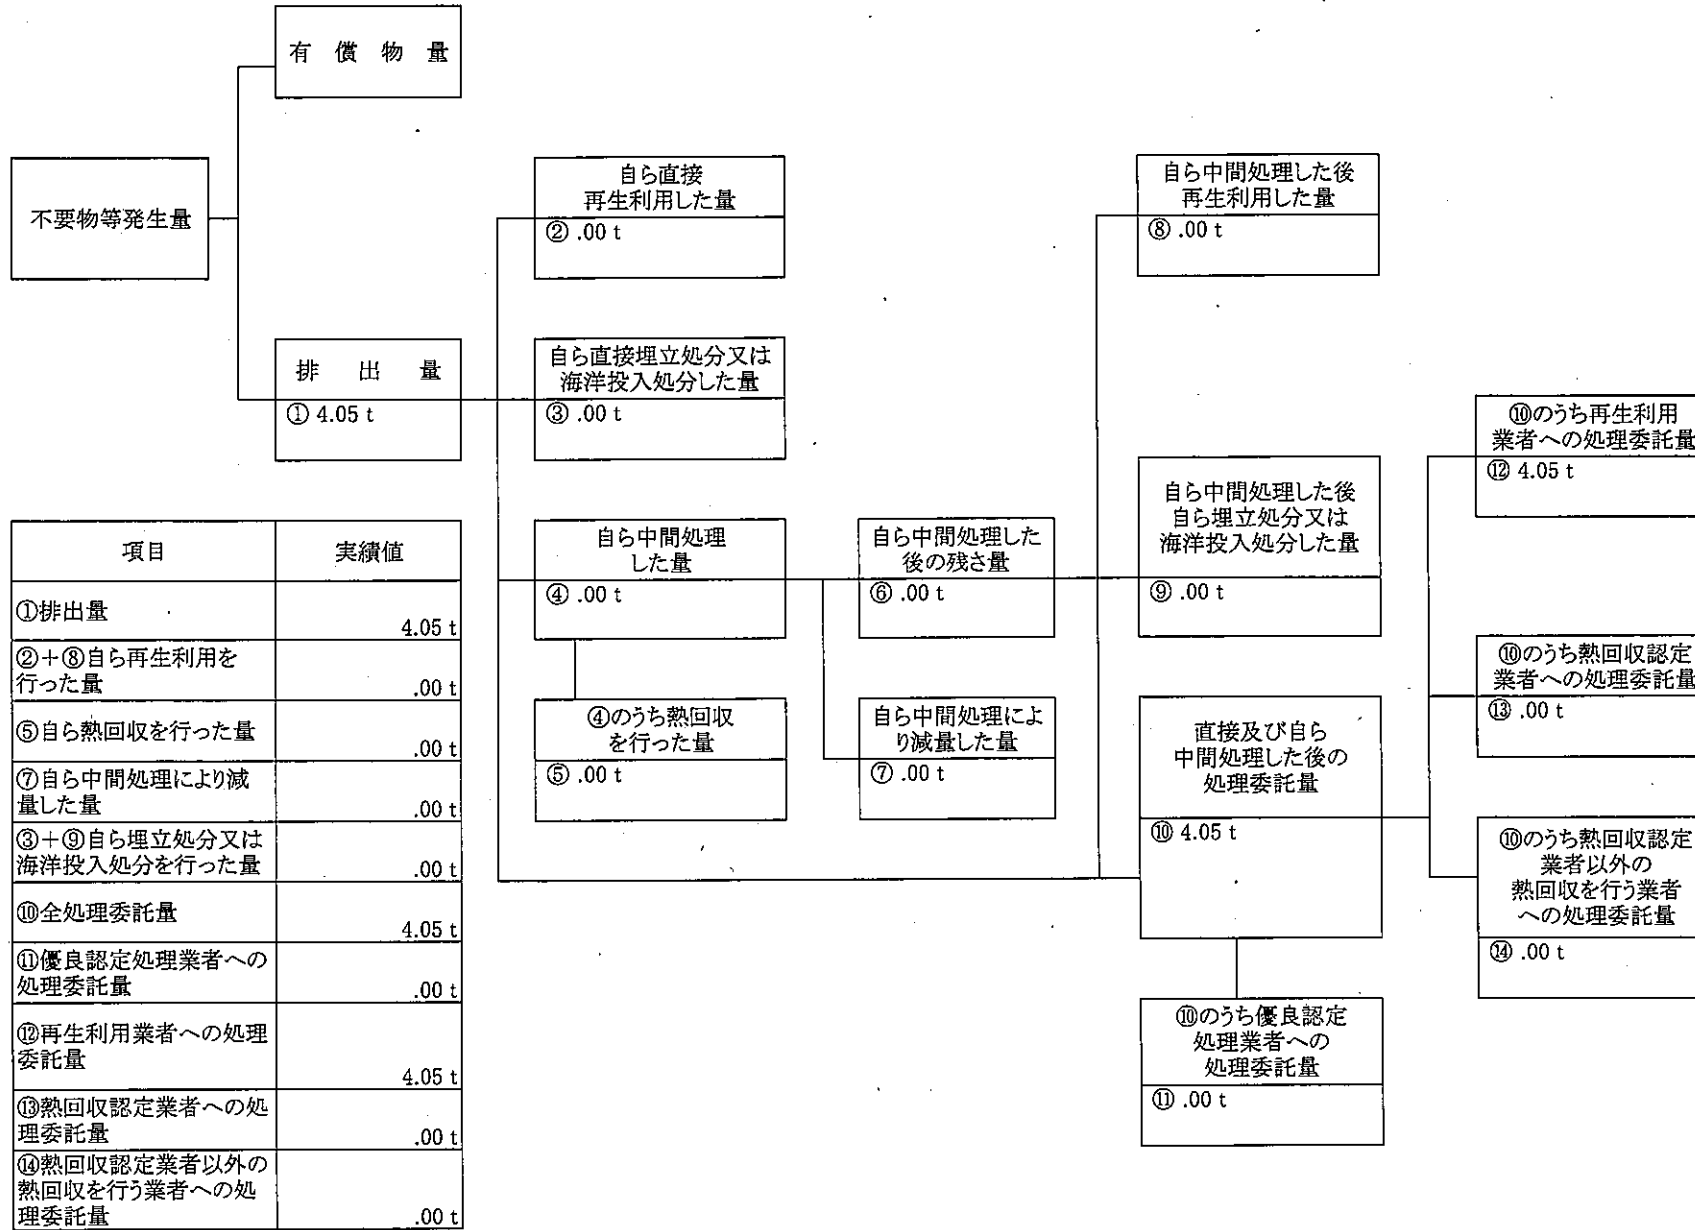 有償物量
不要物等発生量
排出量
① 4.05 t
自ら直接
再生利用した量
② .00 t
自ら直接埋立処分又は
海洋投入処分した量
③ .00 t
自ら中間処理
した量
④ .00 t
④のうち熱回収
を行った量
⑤ .00 t
自ら中間処理した
後の残さ量
⑥ .00 t
自ら中間処理によ
り減量した量
⑦ .00 t
自ら中間処理した後
再生利用した量
⑧ .00 t
自ら中間処理した後
自ら埋立処分又は
海洋投入処分した量
⑨ .00 t
直接及び自ら
中間処理した後の
処理委託量
⑩ 4.05 t
⑩のうち優良認定
処理業者への
処理委託量
⑪ .00 t
⑩のうち再生利用
業者への処理委託量
⑫ 4.05 t
⑩のうち熱回収認定
業者への処理委託量
⑬ .00 t
⑩のうち熱回収認定
業者以外の
熱回収を行う業者
への処理委託量
⑭ .00 t
項目 実績値
①排出量
4.05 t
②+⑧自ら再生利用を
行った量 .00 t
⑤自ら熱回収を行った量
.00 t
⑦自ら中間処理により減
量した量 .00 t
③+⑨自ら埋立処分又は
海洋投入処分を行った量 .00 t
⑩全処理委託量
4.05 t
⑪優良認定処理業者への
処理委託量 .00 t
⑫再生利用業者への処理
委託量
4.05 t
⑬熱回収認定業者への処
理委託量 .00 t
⑭熱回収認定業者以外の
熱回収を行う業者への処
理委託量 .00 t